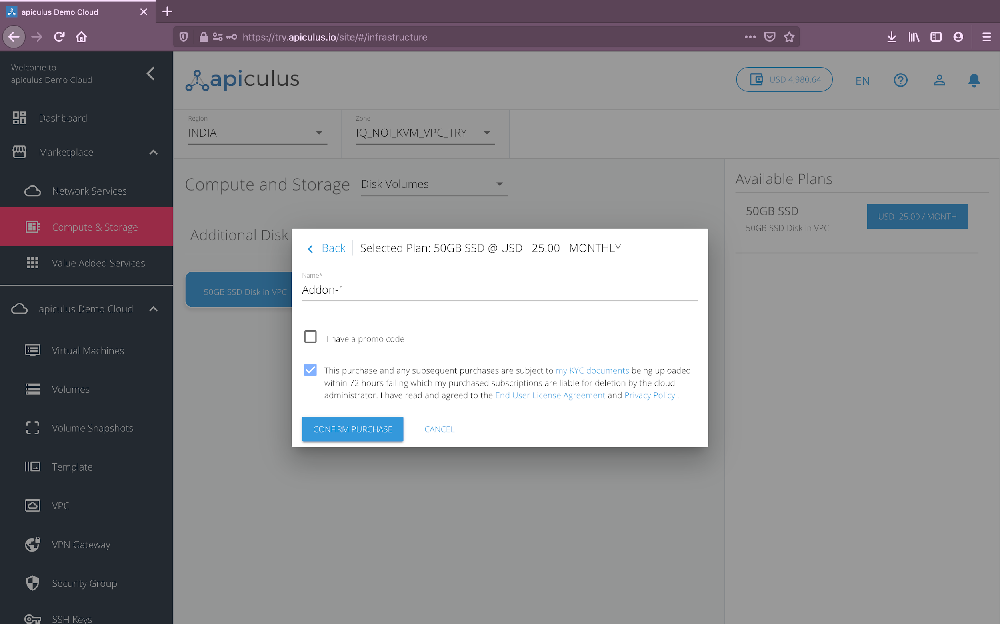 apiculus Demo Cloud
https://try.apiculus.io/site/#/infrastructure
Welcome to
apiculus Demo Cloud
Dashboard
Marketplace
Network Services
Compute & Storage
Value Added Services
apiculus Demo Cloud
Virtual Machines
Volumes
Volume Snapshots
Template
VPC
VPN Gateway
Security Group
SSH Keys
apiculus
USD 4,980.64
EN
Region
INDIA
Zone
IQ_NOI_KVM_VPC_TRY
Compute and Storage
Disk Volumes
Additional Disk
50GB SSD Disk in VPC
Available Plans
50GB SSD
50GB SSD Disk in VPC
USD 25.00 / MONTH
Back
Selected Plan: 50GB SSD @ USD 25.00 MONTHLY
Name*
Addon-1
I have a promo code
This purchase and any subsequent purchases are subject to my KYC documents being uploaded
within 72 hours failing which my purchased subscriptions are liable for deletion by the cloud
administrator. I have read and agreed to the End User License Agreement and Privacy Policy..
CONFIRM PURCHASE
CANCEL